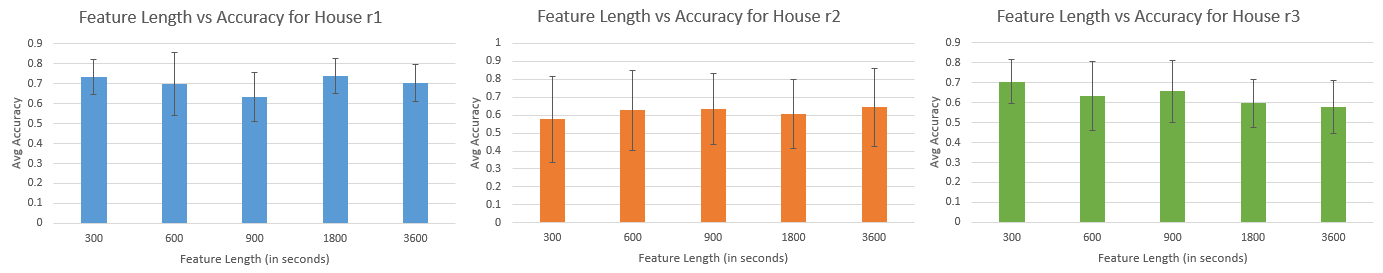 Feature Length vs Accuracy for House r1
Avg Accuracy
0.9
0.8
0.7
0.6
0.5
0.4
0.3
0.2
0.1
0
300 600 900 1800 3600
Feature Length (in seconds)
Feature Length vs Accuracy for House r2
Avg Accuracy
1
0.9
0.8
0.7
0.6
0.5
0.4
0.3
0.2
0.1
0
300 600 900 1800 3600
Feature Length (in seconds)
Feature Length vs Accuracy for House r3
Avg Accuracy
0.9
0.8
0.7
0.6
0.5
0.4
0.3
0.2
0.1
0
300 600 900 1800 3600
Feature Length (in seconds)